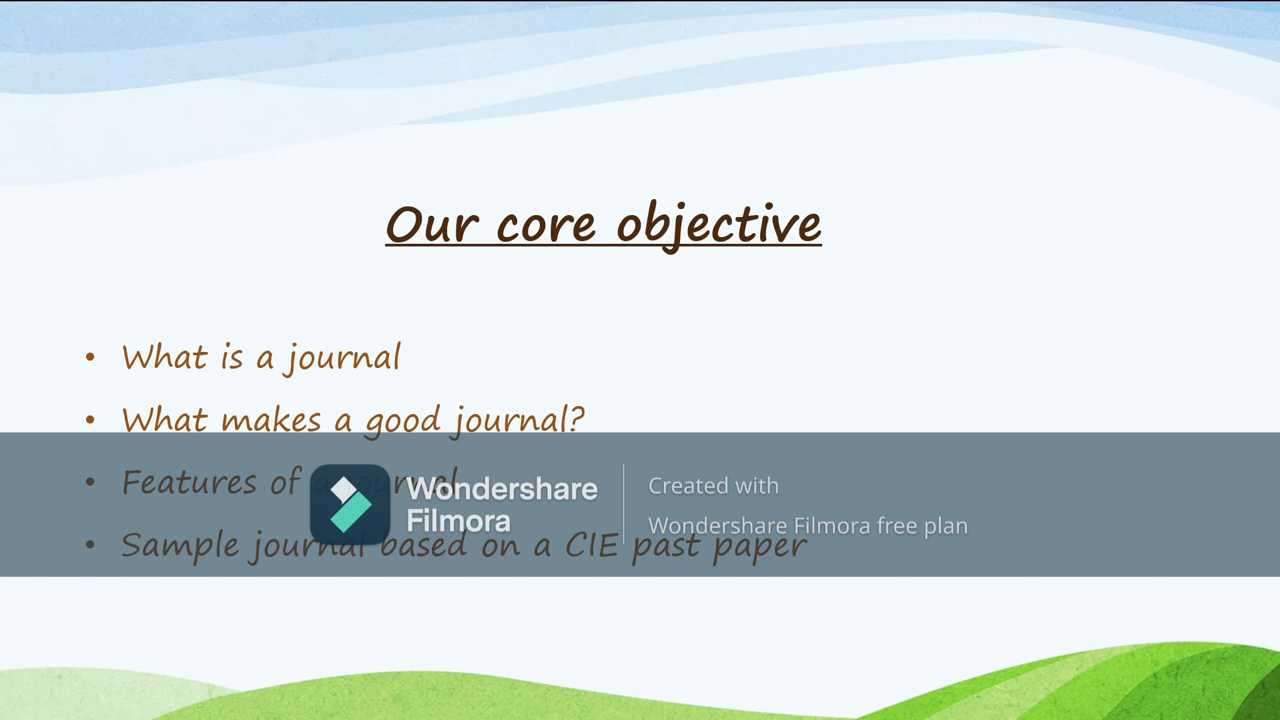 Our core objective
• What is a journal
• What makes a good journal?
• Features of a journal
• Sample journal based on a CIE past paper
Wondershare
Filmora
Created with
Wondershare Filmora free plan